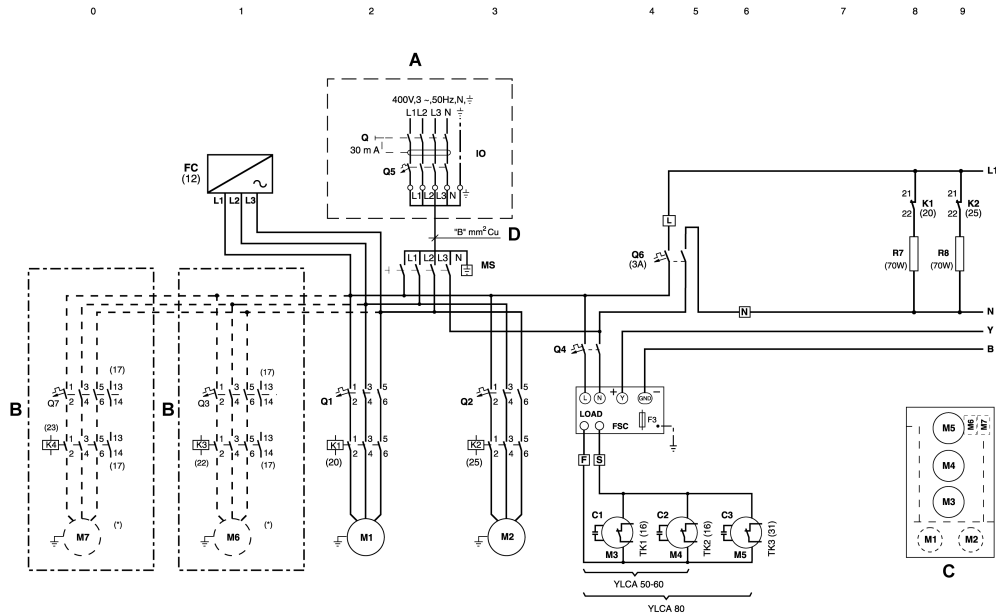 0 1 2 3 4 5 6 7 8 9
A
400V,3 ~,50Hz,N,
L1 L2 L3 N
Q
30 m A
IO
Q5
L1 L2 L3 N
FC
(12)
L1 L2 L3
"B" mm² Cu
D
L1 L2 L3 N
MS
L1
L
Q6
(3A)
21
22
K1
(20)
21
22
K2
(25)
R7
(70W)
R8
(70W)
N
N
Y
B
Q4
B
(17)
Q7
1 3 5 13
2 4 6 14
(23)
K4
1 3 5 13
2 4 6 14
(17)
M7
(*)
B
(17)
Q3
1 3 5 13
2 4 6 14
K3
(22)
1 3 5 13
2 4 6 14
(17)
M6
(*)
Q1
1 3 5
2 4 6
K1
(20)
1 3 5
2 4 6
M1
Q2
1 3 5
2 4 6
K2
(25)
1 3 5
2 4 6
M2
+ −
L N Y GND
LOAD
FSC
F3
F S
C1
M3
TK1 (16)
C2
M4
TK2 (16)
C3
M5
TK3 (31)
YLCA 50-60
YLCA 80
M5
M6
M7
M4
M3
M1
M2
C